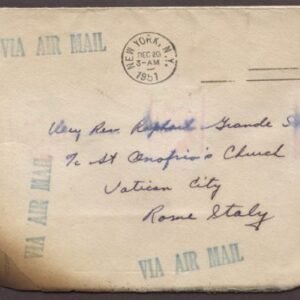 VIA AIR MAIL
NEW YORK, N.Y.
DEC 20
3-AM
1951
Very Rev. Raphael Grande
c/o St Onofrio's Church
Vatican City
Rome Italy
VIA AIR MAIL
VIA AIR MAIL